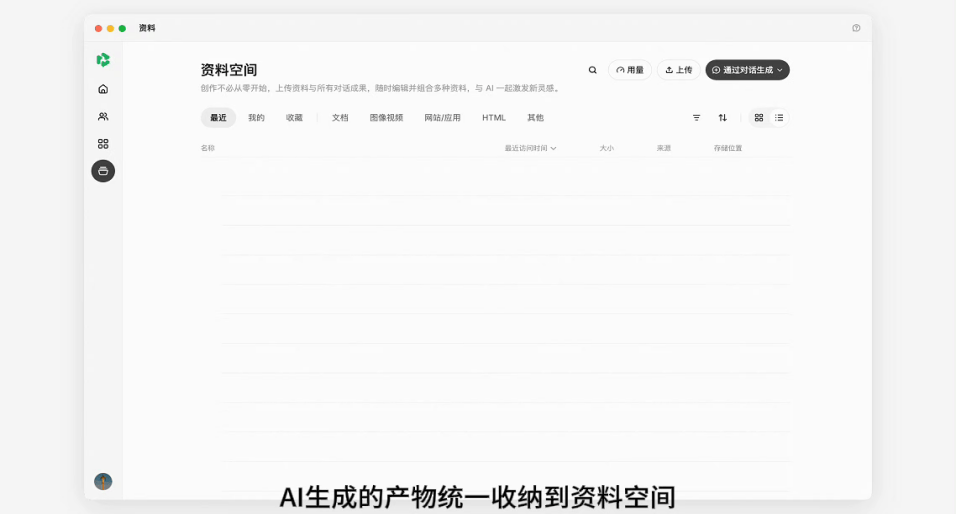 资料
资料空间
用量
上传
通过对话生成
创作不必从零开始，上传资料与所有对话成果，随时编辑并组合多种资料，与 AI 一起激发新灵感。
最近 我的 收藏 文档 图像视频 网站/应用 HTML 其他
名称 最近访问时间 大小 来源 存储位置
AI生成的产物统一收纳到资料空间